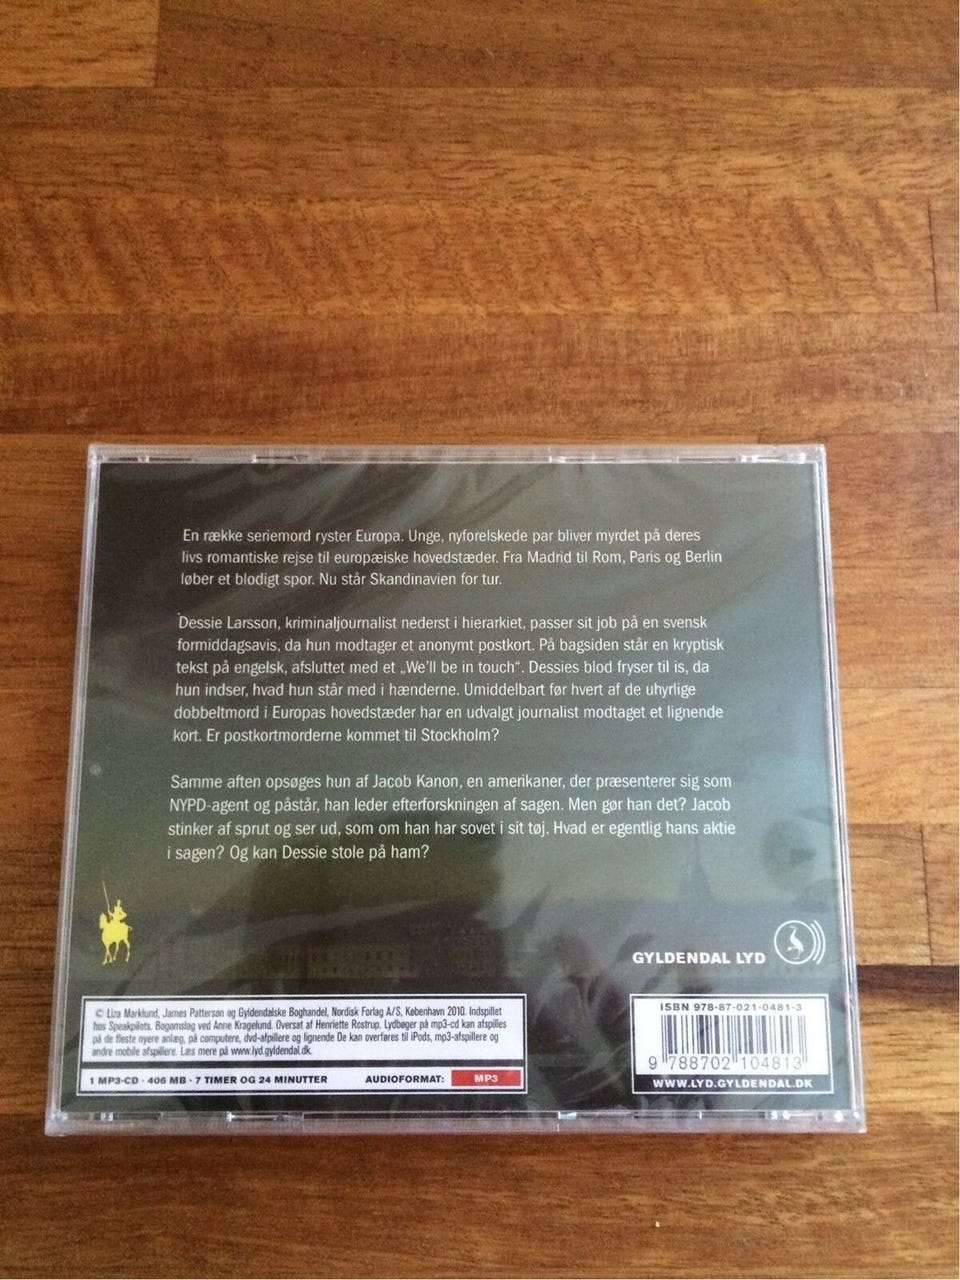 En række seriemord ryster Europa. Unge, nyforelskede par bliver myrdet på deres
livs romantiske rejse til europæiske hovedstæder. Fra Madrid til Rom, Paris og Berlin
løber et blodigt spor. Nu står Skandinavien for tur.
Dessie Larsson, kriminaljournalist nederst i hierarkiet, passer sit job på en svensk
formiddagsavis, da hun modtager et anonymt postkort. På bagsiden står en kryptisk
tekst på engelsk, afsluttet med et „We'll be in touch“. Dessies blod fryser til is, da
hun indser, hvad hun står med i hænderne. Umiddelbart før hvert af de uhyrlige
dobbeltmord i Europas hovedstæder har en udvalgt journalist modtaget et lignende
kort. Er postkortmorderne kommet til Stockholm?
Samme aften opsøges hun af Jacob Kanon, en amerikaner, der præsenterer sig som
NYPD-agent og påstår, han leder efterforskningen af sagen. Men gør han det? Jacob
stinker af sprut og ser ud, som om han har sovet i sit tøj. Hvad er egentlig hans aktie
i sagen? Og kan Dessie stole på ham?
GYLDENDAL LYD
© Liza Marklund, James Patterson og Gyldendalske Boghandel, Nordisk Forlag A/S, København 2010. Indspillet
hos Speakpilots. Bogomslag ved Anne Kragelund. Oversat af Henriette Rostrup. Lydbøger på mp3-cd kan afspilles
på de fleste nyere anlæg, på computere, dvd-afpillere og lignende De kan overføres til iPods, mp3-afspillere og
andre mobile afspillere. Læs mere på www.lyd.gyldendal.dk.
1 MP3-CD · 406 MB · 7 TIMER OG 24 MINUTTER AUDIOFORMAT: MP3
ISBN 978-87-021-0481-3
9 788702 104813
WWW.LYD.GYLDENDAL.DK